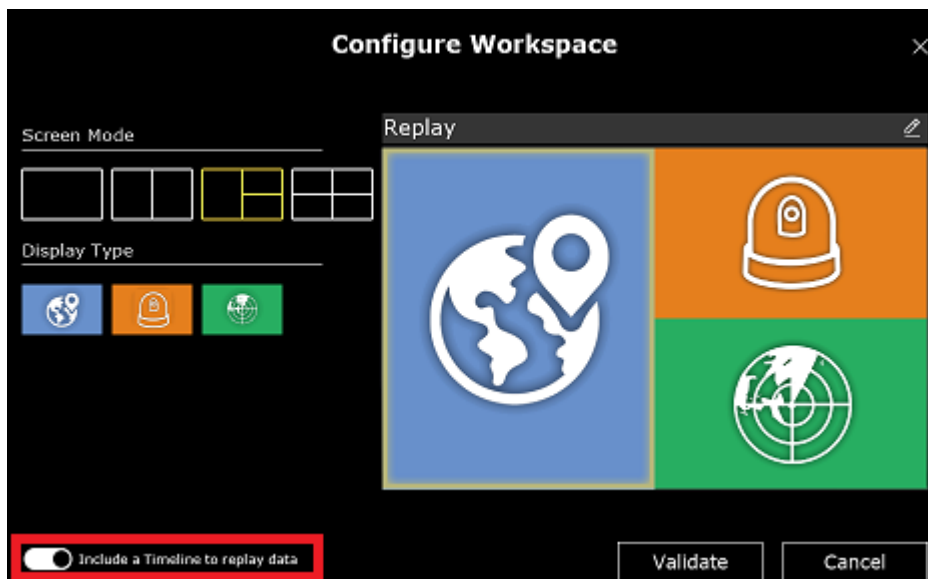 Configure Workspace
Screen Mode
Replay
Display Type
Include a Timeline to replay data
Validate
Cancel